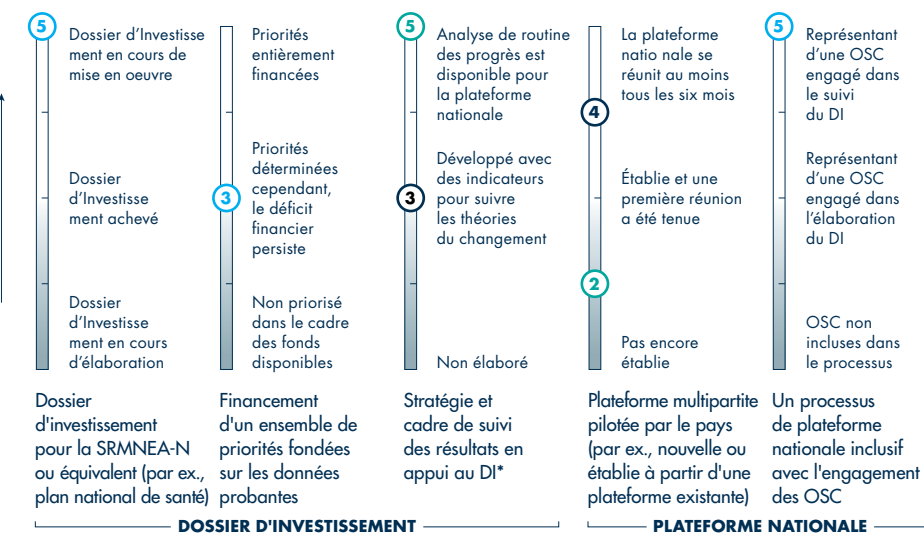 5
Dossier d'Investisse
ment en cours de
mise en oeuvre
Dossier
d'Investisse
ment achevé
Dossier
d'Investisse
ment en cours
d'élaboration
Dossier
d'investissement
pour la SRMNEA-N
ou équivalent (par ex.,
plan national de santé)
Priorités
entièrement
financées
3
Priorités
déterminées
cependant,
le déficit
financier
persiste
Non priorisé
dans le cadre
des fonds
disponibles
Financement
d'un ensemble de
priorités fondées
sur les données
probantes
5
Analyse de routine
des progrès est
disponible pour
la plateforme
nationale
3
Développé avec
des indicateurs
pour suivre
les théories
du changement
Non élaboré
Stratégie et
cadre de suivi
des résultats en
appui au DI*
DOSSIER D'INVESTISSEMENT
La plateforme
natio nale se
réunit au moins
tous les six mois
4
Établie et une
première réunion
a été tenue
2
Pas encore
établie
Plateforme multipartite
pilotée par le pays
(par ex., nouvelle ou
établie à partir d'une
plateforme existante)
5
Représentant
d'une OSC
engagé dans
le suivi
du DI
Représentant
d'une OSC
engagé dans
l'élaboration
du DI
OSC non
incluses dans
le processus
Un processus
de plateforme
nationale inclusif
avec l'engagement
des OSC
PLATEFORME NATIONALE